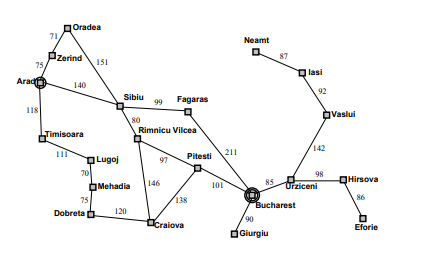 Oradea
71
Neamt
Zerind
87
75
151
Iasi
Arad
140
92
Sibiu
99
Fagaras
118
Vaslui
80
Timisoara
Rimnicu Vilcea
111
142
211
Lugoj
97
Pitesti
70
98
Hirsova
Mehadia
146
101
85
Urziceni
75
138
86
Bucharest
120
90
Dobreta
Craiova
Eforie
Giurgiu